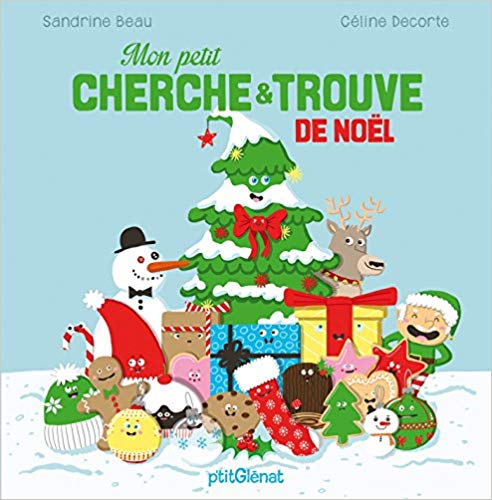 Sandrine Beau Céline Decorte
Mon petit
CHERCHE & TROUVE
DE NOËL
p'titGlénat